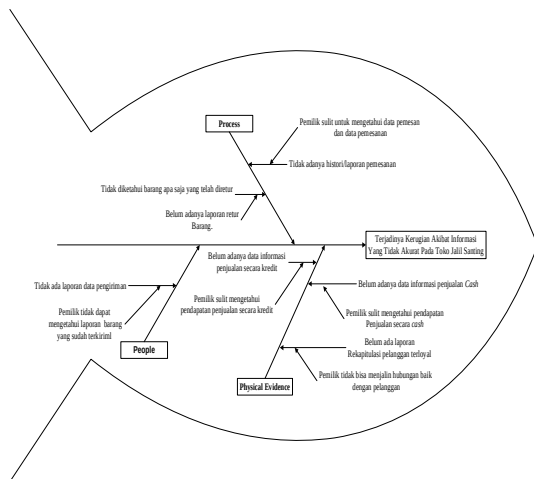 Process
Pemilik sulit untuk mengetahui data pemesan
dan data pemesanan
Tidak adanya histori/laporan pemesanan
Tidak diketahui barang apa saja yang telah diretur
Belum adanya laporan retur
Barang.
Terjadinya Kerugian Akibat Informasi
Yang Tidak Akurat Pada Toko Jalil Santing
Belum adanya data informasi
penjualan secara kredit
Tidak ada laporan data pengiriman
Belum adanya data informasi penjualan Cash
Pemilik sulit mengetahui
pendapatan penjualan secara kredit
Pemilik tidak dapat
mengetahui laporan barang
yang sudah terkiriml
Pemilik sulit mengetahui pendapatan
Penjualan secara cash
People
Belum ada laporan
Rekapitulasi pelanggan terloyal
Pemilik tidak bisa menjalin hubungan baik
dengan pelanggan
Physical Evidence